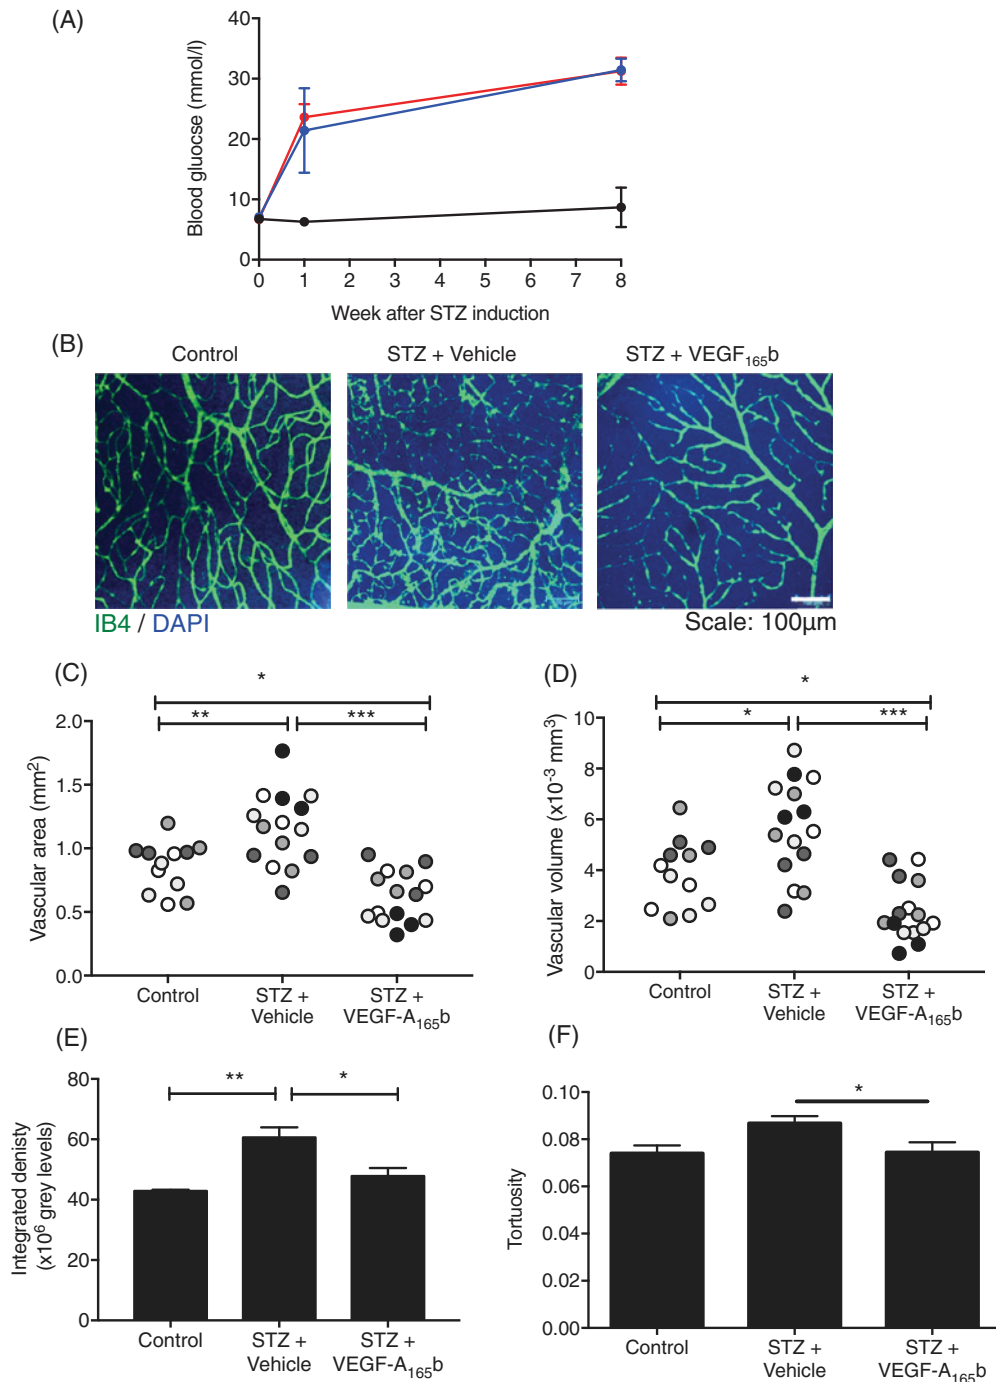 (A)
40
30
20
10
0
Blood gluocse (mmol/l)
0 1 2 3 4 5 6 7 8
Week after STZ induction
(B)
Control
STZ + Vehicle
STZ + VEGF₁₆₅b
IB4 / DAPI
Scale: 100µm
(C)
*
** ***
2.0
1.5
1.0
0.5
0.0
Vascular area (mm²)
Control
STZ +
Vehicle
STZ +
VEGF-A₁₆₅b
(D)
*
* ***
10
8
6
4
2
0
Vascular volume (x10⁻³ mm³)
Control
STZ +
Vehicle
STZ +
VEGF-A₁₆₅b
(E)
** *
80
60
40
20
0
Integrated denisty
(x10⁶ grey levels)
Control
STZ +
Vehicle
STZ +
VEGF-A₁₆₅b
(F)
*
0.10
0.08
0.06
0.04
0.02
0.00
Tortuosity
Control
STZ +
Vehicle
STZ +
VEGF-A₁₆₅b